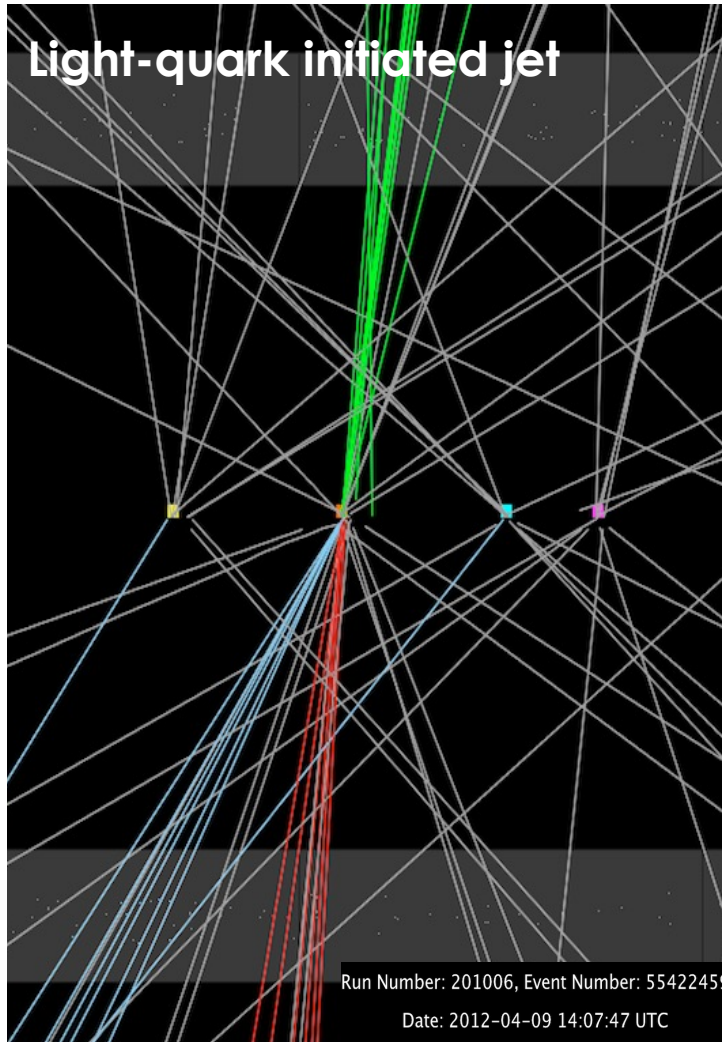 Light-quark initiated jet
Run Number: 201006, Event Number: 55422459
Date: 2012-04-09 14:07:47 UTC